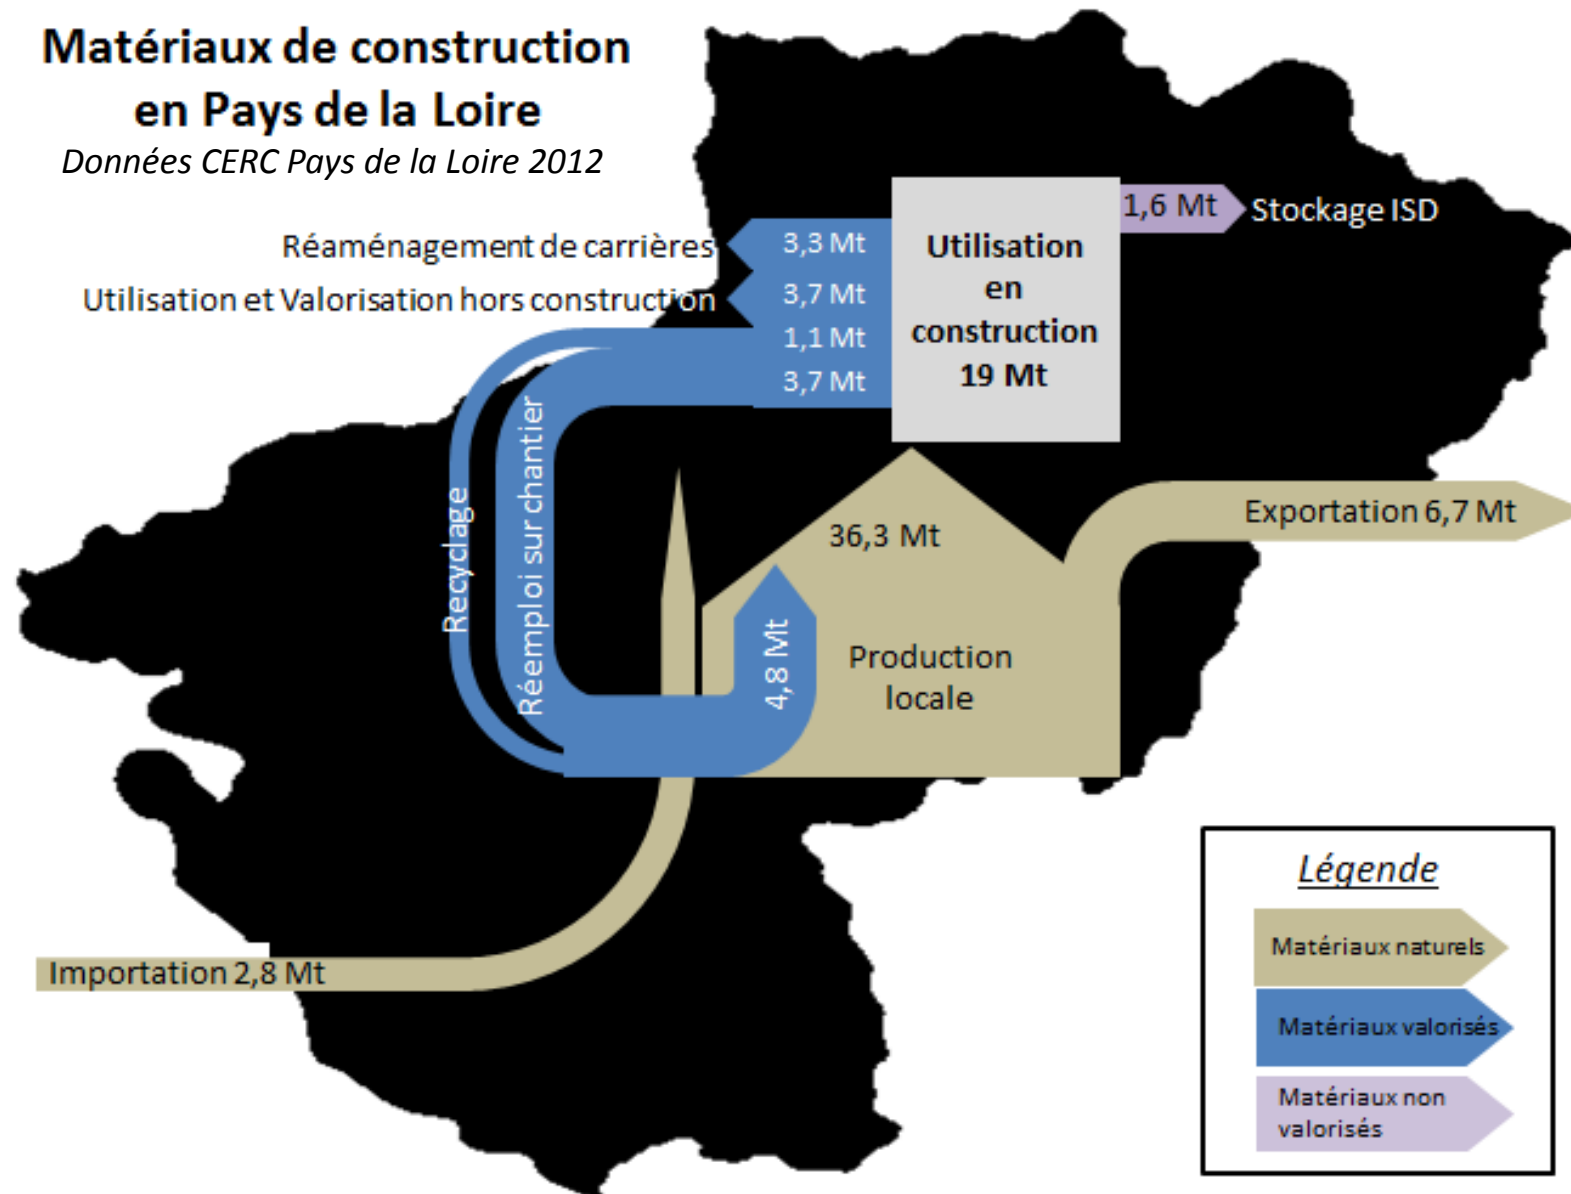 Matériaux de construction
en Pays de la Loire
Données CERC Pays de la Loire 2012
Réaménagement de carrières
Utilisation et Valorisation hors construction
3,3 Mt
3,7 Mt
1,1 Mt
3,7 Mt
Utilisation
en
construction
19 Mt
1,6 Mt
Stockage ISD
Recyclage
Réemploi sur chantier
36,3 Mt
Exportation 6,7 Mt
4,8 Mt
Production
locale
Importation 2,8 Mt
Légende
Matériaux naturels
Matériaux valorisés
Matériaux non
valorisés